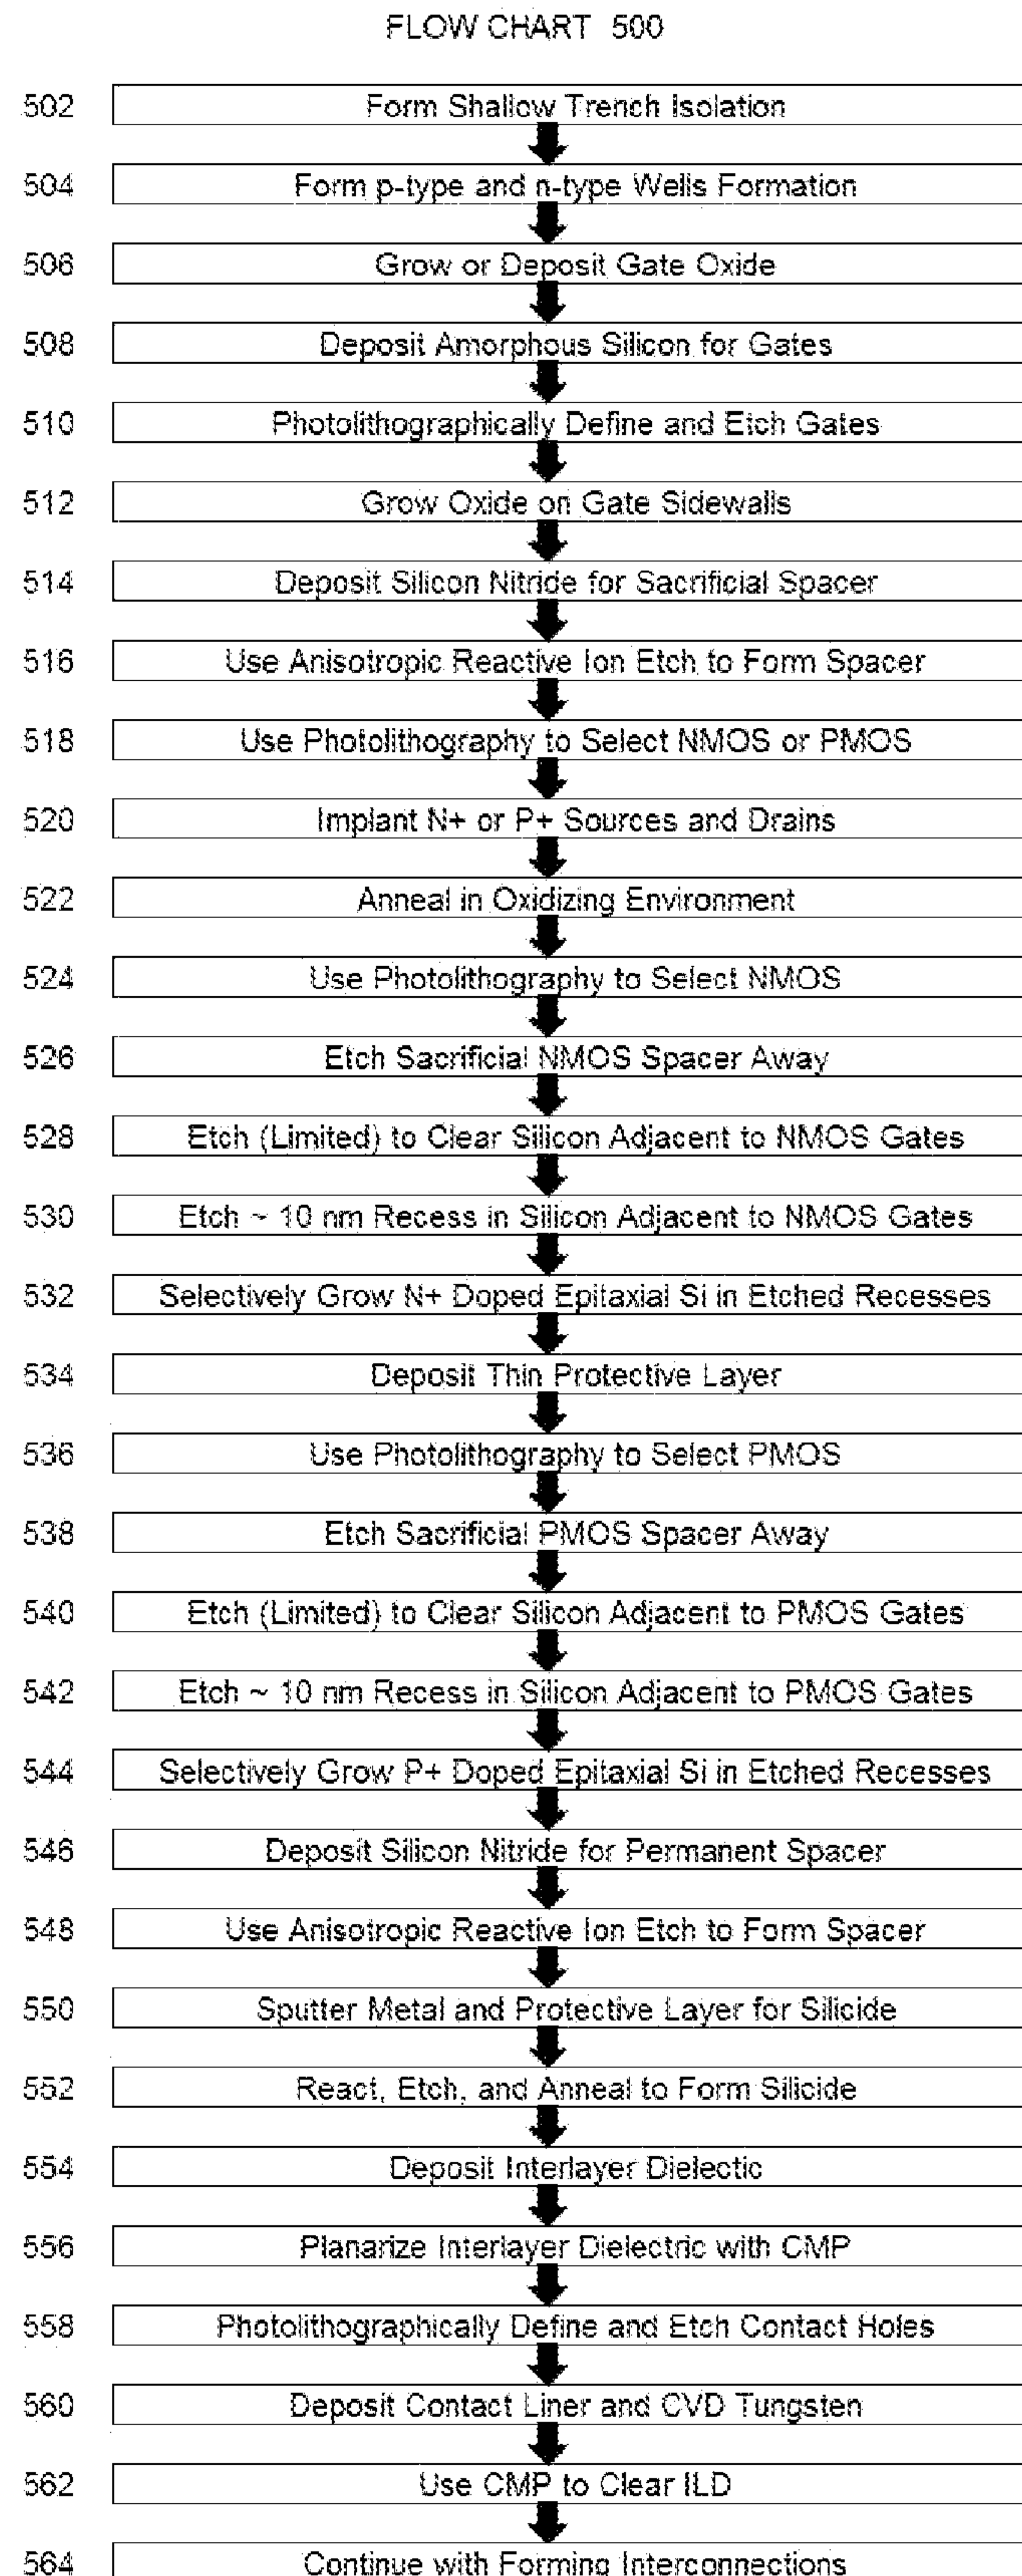 FLOW CHART 500
502 Form Shallow Trench Isolation
504 Form p-type and n-type Wells Formation
506 Grow or Deposit Gate Oxide
508 Deposit Amorphous Silicon for Gates
510 Photolithographically Define and Etch Gates
512 Grow Oxide on Gate Sidewalls
514 Deposit Silicon Nitride for Sacrificial Spacer
516 Use Anisotropic Reactive Ion Etch to Form Spacer
518 Use Photolithography to Select NMOS or PMOS
520 Implant N+ or P+ Sources and Drains
522 Anneal in Oxidizing Environment
524 Use Photolithography to Select NMOS
526 Etch Sacrificial NMOS Spacer Away
528 Etch (Limited) to Clear Silicon Adjacent to NMOS Gates
530 Etch ~ 10 nm Recess in Silicon Adjacent to NMOS Gates
532 Selectively Grow N+ Doped Epitaxial Si in Etched Recesses
534 Deposit Thin Protective Layer
536 Use Photolithography to Select PMOS
538 Etch Sacrificial PMOS Spacer Away
540 Etch (Limited) to Clear Silicon Adjacent to PMOS Gates
542 Etch ~ 10 nm Recess in Silicon Adjacent to PMOS Gates
544 Selectively Grow P+ Doped Epitaxial Si in Etched Recesses
546 Deposit Silicon Nitride for Permanent Spacer
548 Use Anisotropic Reactive Ion Etch to Form Spacer
550 Sputter Metal and Protective Layer for Silicide
552 React, Etch, and Anneal to Form Silicide
554 Deposit Interlayer Dielectic
556 Planarize Interlayer Dielectric with CMP
558 Photolithographically Define and Etch Contact Holes
560 Deposit Contact Liner and CVD Tungsten
562 Use CMP to Clear ILD
564 Continue with Forming Interconnections